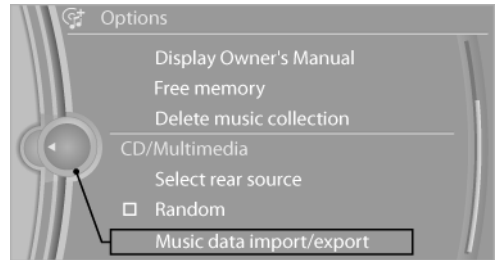 Options
Display Owner's Manual
Free memory
Delete music collection
CD/Multimedia
Select rear source
Random
Music data import/export